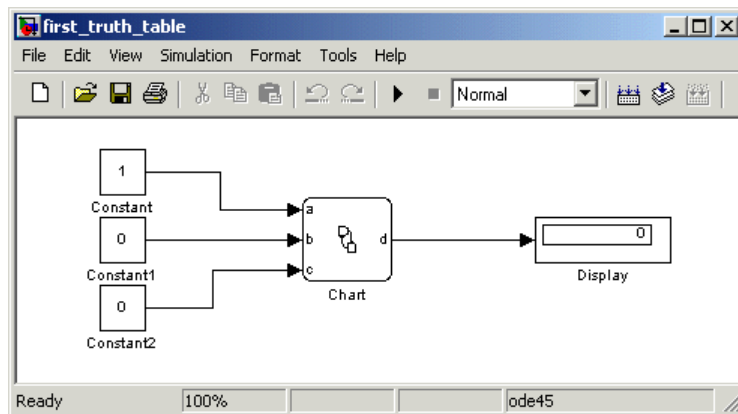 first_truth_table
File Edit View Simulation Format Tools Help
Normal
1
Constant
0
Constant1
0
Constant2
a
b
c
d
Chart
0
Display
Ready 100% ode45